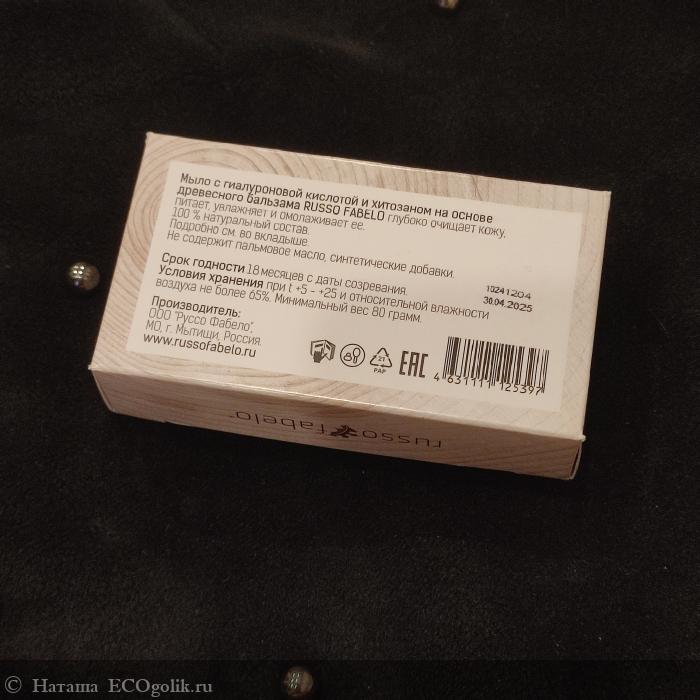 Мыло с гиалуроновой кислотой и хитозаном на основе
древесного бальзама RUSSO FABELO глубоко очищает кожу,
питает, увлажняет и омолаживает ее.
100 % натуральный состав.
Подробно см. во вкладыше.
Не содержит пальмовое масло, синтетические добавки.
Срок годности 18 месяцев с даты созревания.
Условия хранения при t +5 - +25 и относительной влажности
воздуха не более 65%. Минимальный вес 80 грамм.
10241204
30.04.2025
Производитель:
ООО "Руссо Фабело",
МО, г. Мытищи, Россия.
www.russofabelo.ru
21
PAP
EAC
4 631111 125397
russo fabelo
© Наташа ECOgolik.ru